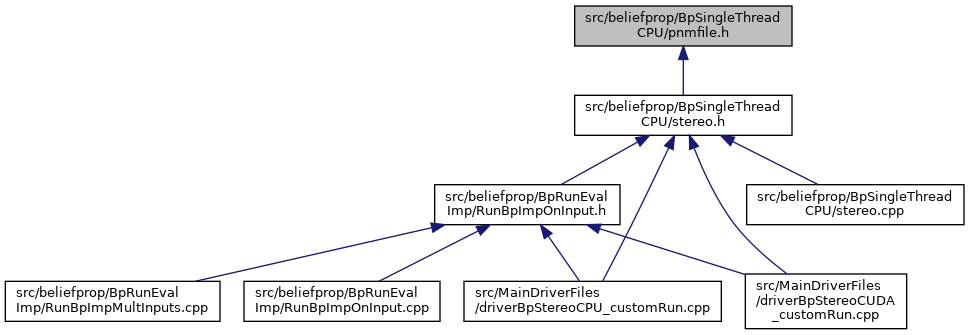 src/beliefprop/BpSingleThread
CPU/pnmfile.h
src/beliefprop/BpSingleThread
CPU/stereo.h
src/beliefprop/BpRunEval
Imp/RunBpImpOnInput.h
src/beliefprop/BpSingleThread
CPU/stereo.cpp
src/beliefprop/BpRunEval
Imp/RunBpImpMultInputs.cpp
src/beliefprop/BpRunEval
Imp/RunBpImpOnInput.cpp
src/MainDriverFiles
/driverBpStereoCPU_customRun.cpp
src/MainDriverFiles
/driverBpStereoCUDA
_customRun.cpp